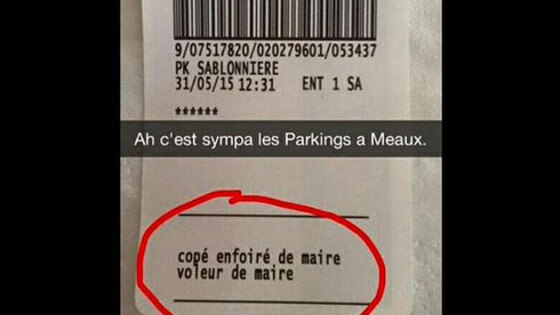 9/07517820/020279601/053437
PK SABLONNIERE
31/05/15 12:31 ENT 1 SA
******
Ah c'est sympa les Parkings a Meaux.
copé enfoiré de maire
voleur de maire